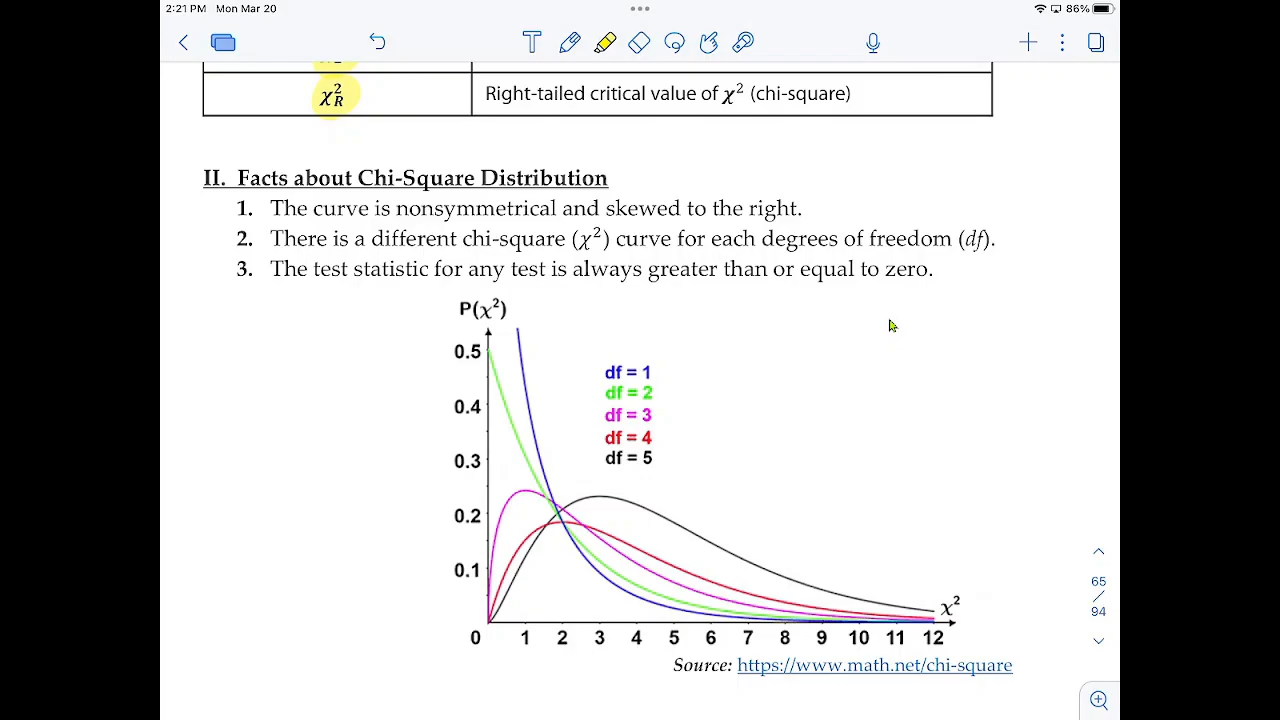 2:21 PM Mon Mar 20
86%
χ²R Right-tailed critical value of χ² (chi-square)
II. Facts about Chi-Square Distribution
1. The curve is nonsymmetrical and skewed to the right.
2. There is a different chi-square (χ²) curve for each degrees of freedom (df).
3. The test statistic for any test is always greater than or equal to zero.
P(χ²)
0.5
df = 1
df = 2
0.4
df = 3
df = 4
0.3
df = 5
0.2
0.1
χ²
0 1 2 3 4 5 6 7 8 9 10 11 12
Source: https://www.math.net/chi-square
65
94